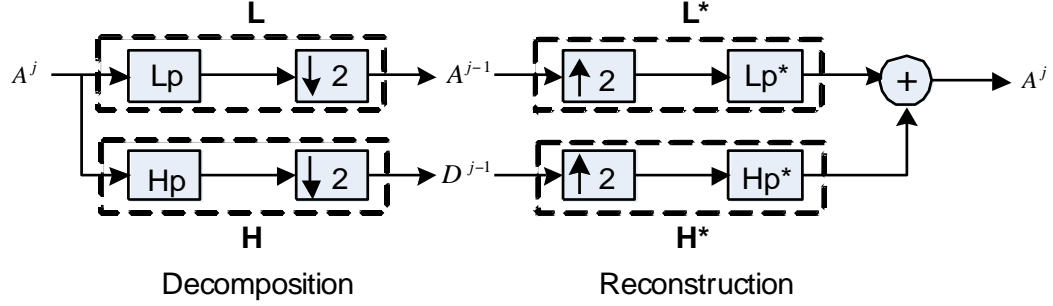 L L*
A^j Lp ↓ 2 A^{j-1} ↑ 2 Lp* + A^j
Hp ↓ 2 D^{j-1} ↑ 2 Hp*
H H*
Decomposition Reconstruction